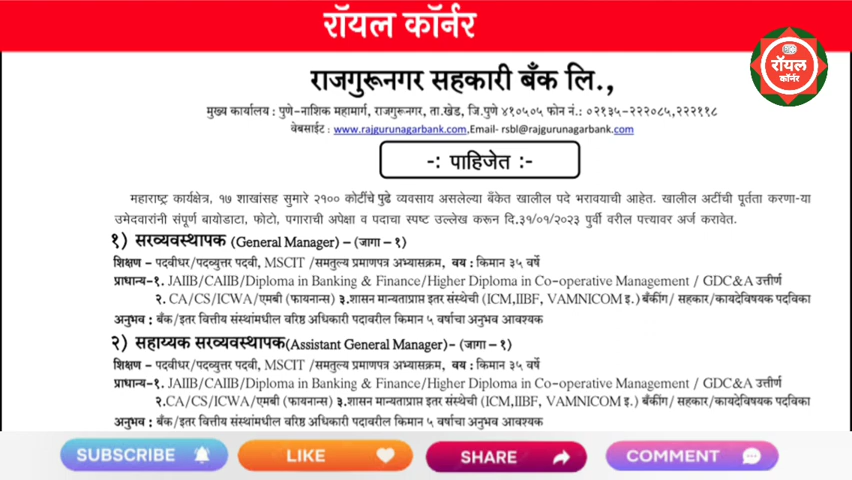 रॉयल कॉर्नर
रॉयल
कॉर्नर
राजगुरूनगर सहकारी बँक लि.,
मुख्य कार्यालय : पुणे-नाशिक महामार्ग, राजगुरूनगर, ता.खेड, जि.पुणे ४१०५०५ फोन नं.: ०२१३५-२२२०८५,२२२११८
वेबसाईट : www.rajgurunagarbank.com,Email- rsbl@rajgurunagarbank.com
-: पाहिजेत :-
महाराष्ट्र कार्यक्षेत्र, १७ शाखांसह सुमारे २१०० कोटींचे पुढे व्यवसाय असलेल्या बँकेत खालील पदे भरावयाची आहेत. खालील अटींची पूर्तता करणा-या
उमेदवारांनी संपूर्ण बायोडाटा, फोटो, पगाराची अपेक्षा व पदाचा स्पष्ट उल्लेख करून दि.३१/०१/२०२३ पुर्वी वरील पत्त्यावर अर्ज करावेत.
१) सरव्यवस्थापक (General Manager) – (जागा – १)
शिक्षण – पदवीधर/पदव्युत्तर पदवी, MSCIT /समतुल्य प्रमाणपत्र अभ्यासक्रम, वय : किमान ३५ वर्षे
प्राधान्य-१. JAIIB/CAIIB/Diploma in Banking & Finance/Higher Diploma in Co-operative Management / GDC&A उत्तीर्ण
२. CA/CS/ICWA/एमबी (फायनान्स) ३.शासन मान्यताप्राप्त इतर संस्थेची (ICM,IIBF, VAMNICOM इ.) बँकींग/ सहकार/कायदेविषयक पदविका
अनुभव : बँक/इतर वित्तीय संस्थांमधील वरिष्ठ अधिकारी पदावरील किमान ५ वर्षाचा अनुभव आवश्यक
२) सहाय्यक सरव्यवस्थापक(Assistant General Manager)- (जागा – १)
शिक्षण – पदवीधर/पदव्युत्तर पदवी, MSCIT /समतुल्य प्रमाणपत्र अभ्यासक्रम, वय : किमान ३५ वर्षे
प्राधान्य-१. JAIIB/CAIIB/Diploma in Banking & Finance/Higher Diploma in Co-operative Management / GDC&A उत्तीर्ण
२.CA/CS/ICWA/एमबी (फायनान्स) ३.शासन मान्यताप्राप्त इतर संस्थेची (ICM,IIBF, VAMNICOM इ.) बँकींग/ सहकार/कायदेविषयक पदविका
अनुभव : बँक/इतर वित्तीय संस्थांमधील वरिष्ठ अधिकारी पदावरील किमान ५ वर्षाचा अनुभव आवश्यक
SUBSCRIBE
LIKE
SHARE
COMMENT